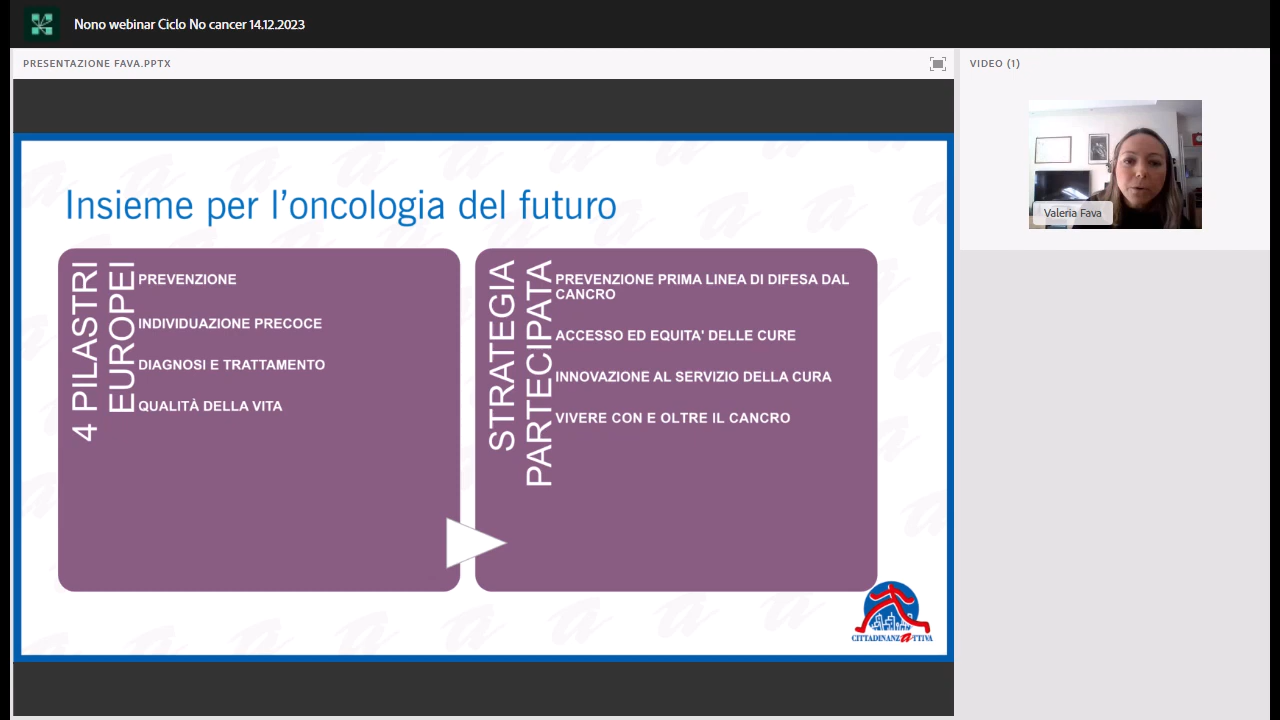 Nono webinar Ciclo No cancer 14.12.2023
PRESENTAZIONE FAVA.PPTX
VIDEO (1)
Valeria Fava
Insieme per l'oncologia del futuro
4 PILASTRI
EUROPEI
PREVENZIONE
INDIVIDUAZIONE PRECOCE
DIAGNOSI E TRATTAMENTO
QUALITÀ DELLA VITA
STRATEGIA
PARTECIPATA
PREVENZIONE PRIMA LINEA DI DIFESA DAL
CANCRO
ACCESSO ED EQUITA' DELLE CURE
INNOVAZIONE AL SERVIZIO DELLA CURA
VIVERE CON E OLTRE IL CANCRO
CITTADINANZATTIVA